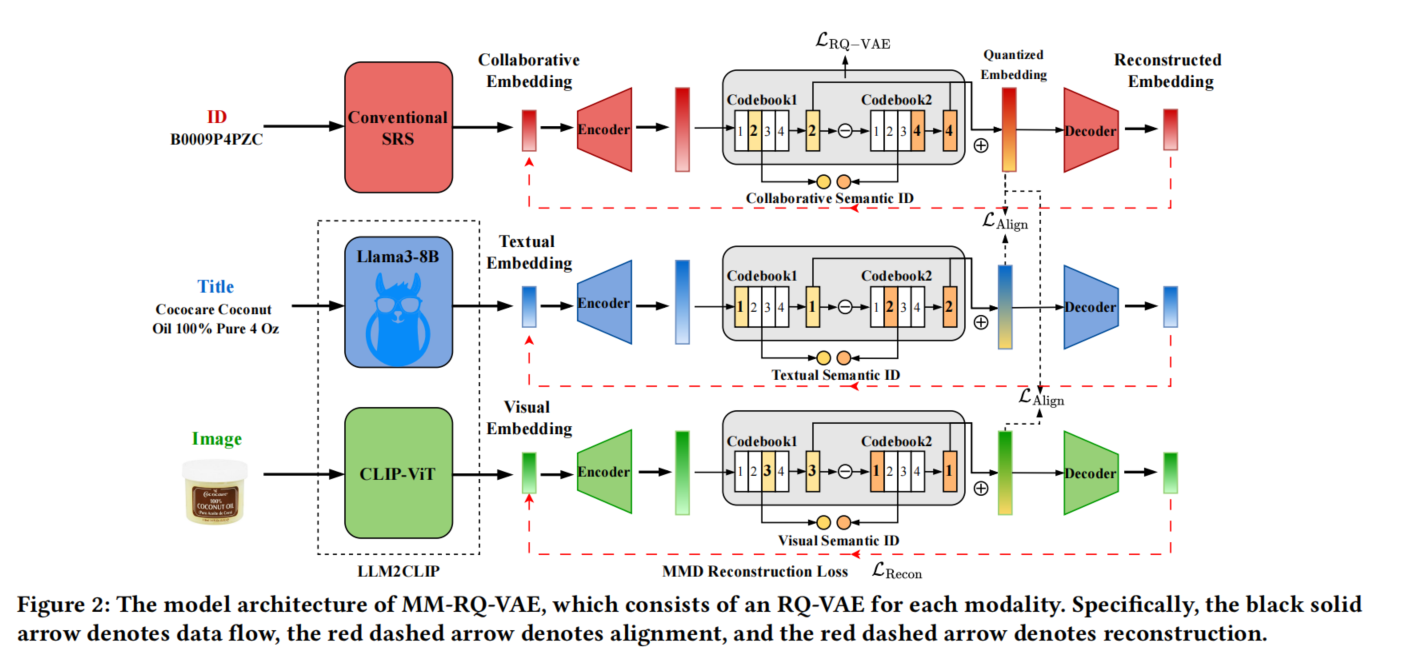 ID
B0009P4PZC
Conventional
SRS
Collaborative
Embedding
Encoder
ℒRQ−VAE
Codebook1
1 2 3 4
2
⊖
Codebook2
1 2 3 4
4
Collaborative Semantic ID
Quantized
Embedding
⊕
Decoder
Reconstructed
Embedding
ℒAlign
Title
Cococare Coconut
Oil 100% Pure 4 Oz
Llama3-8B
Textual
Embedding
Encoder
Codebook1
1 2 3 4
1
⊖
Codebook2
1 2 3 4
2
Textual Semantic ID
⊕
Decoder
ℒAlign
Image
COCONUT OIL
CLIP-ViT
Visual
Embedding
Encoder
Codebook1
1 2 3 4
3
⊖
Codebook2
1 2 3 4
1
Visual Semantic ID
⊕
Decoder
LLM2CLIP
MMD Reconstruction Loss ℒRecon
Figure 2: The model architecture of MM-RQ-VAE, which consists of an RQ-VAE for each modality. Specifically, the black solid
arrow denotes data flow, the red dashed arrow denotes alignment, and the red dashed arrow denotes reconstruction.